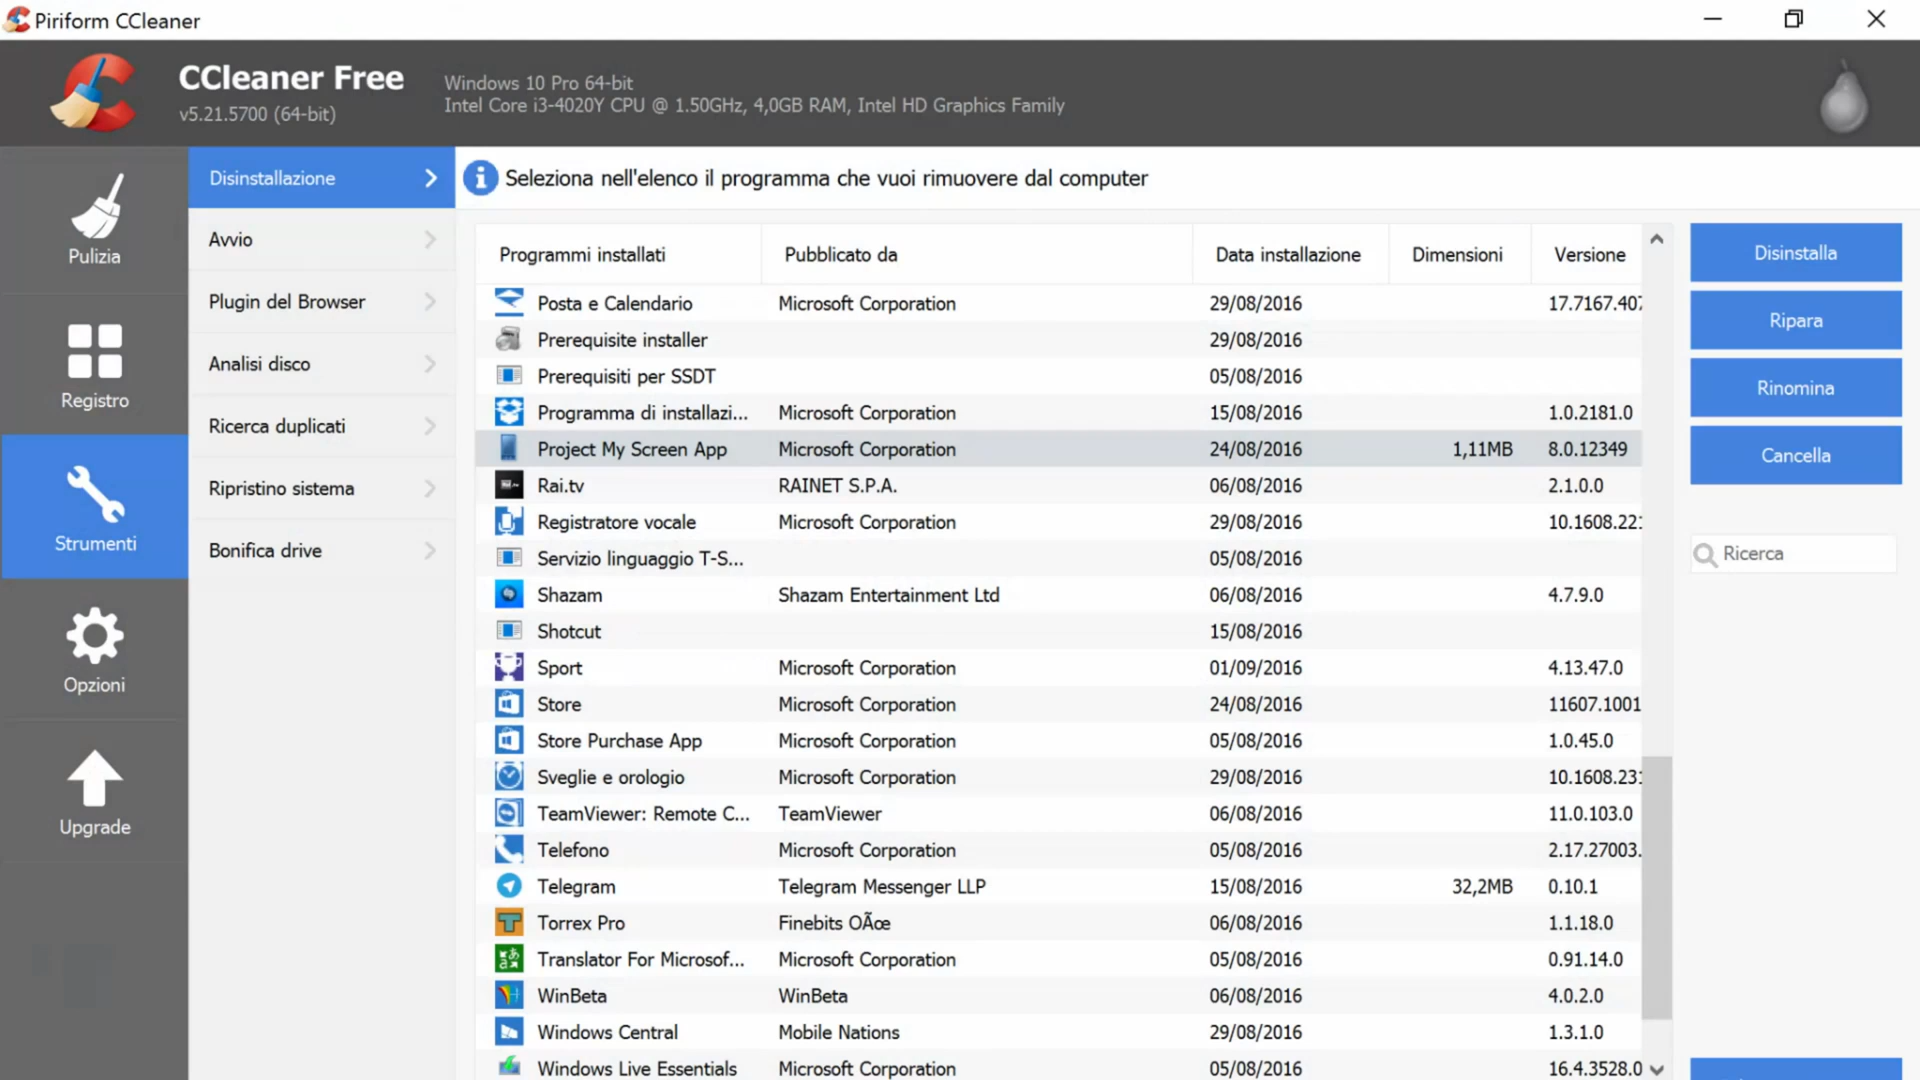 Piriform CCleaner
CCleaner Free
v5.21.5700 (64-bit)
Windows 10 Pro 64-bit
Intel Core i3-4020Y CPU @ 1.50GHz, 4,0GB RAM, Intel HD Graphics Family
Pulizia
Registro
Strumenti
Opzioni
Upgrade
Disinstallazione
Avvio
Plugin del Browser
Analisi disco
Ricerca duplicati
Ripristino sistema
Bonifica drive
Seleziona nell'elenco il programma che vuoi rimuovere dal computer
Programmi installati Pubblicato da Data installazione Dimensioni Versione
Posta e Calendario Microsoft Corporation 29/08/2016 17.7167.407
Prerequisite installer 29/08/2016
Prerequisiti per SSDT 05/08/2016
Programma di installazi... Microsoft Corporation 15/08/2016 1.0.2181.0
Project My Screen App Microsoft Corporation 24/08/2016 1,11MB 8.0.12349
Rai.tv RAINET S.P.A. 06/08/2016 2.1.0.0
Registratore vocale Microsoft Corporation 29/08/2016 10.1608.221
Servizio linguaggio T-S... 05/08/2016
Shazam Shazam Entertainment Ltd 06/08/2016 4.7.9.0
Shotcut 15/08/2016
Sport Microsoft Corporation 01/09/2016 4.13.47.0
Store Microsoft Corporation 24/08/2016 11607.1001
Store Purchase App Microsoft Corporation 05/08/2016 1.0.45.0
Sveglie e orologio Microsoft Corporation 29/08/2016 10.1608.231
TeamViewer: Remote C... TeamViewer 06/08/2016 11.0.103.0
Telefono Microsoft Corporation 05/08/2016 2.17.27003.
Telegram Telegram Messenger LLP 15/08/2016 32,2MB 0.10.1
Torrex Pro Finebits OÃœ 06/08/2016 1.1.18.0
Translator For Microsof... Microsoft Corporation 05/08/2016 0.91.14.0
WinBeta WinBeta 06/08/2016 4.0.2.0
Windows Central Mobile Nations 29/08/2016 1.3.1.0
Windows Live Essentials Microsoft Corporation 05/08/2016 16.4.3528.0
Disinstalla
Ripara
Rinomina
Cancella
Ricerca